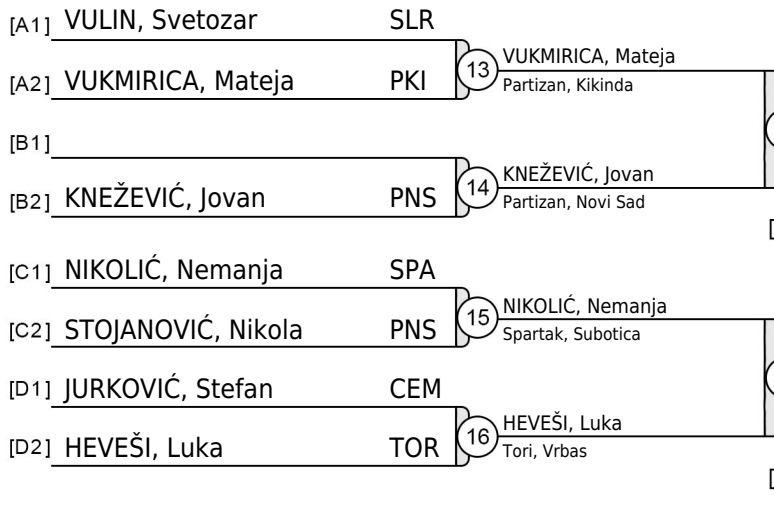 [A1] VULIN, Svetozar SLR
[A2] VUKMIRICA, Mateja PKI
13 VUKMIRICA, Mateja
Partizan, Kikinda
[B1]
[B2] KNEŽEVIĆ, Jovan PNS
14 KNEŽEVIĆ, Jovan
Partizan, Novi Sad
[
[C1] NIKOLIĆ, Nemanja SPA
[C2] STOJANOVIĆ, Nikola PNS
15 NIKOLIĆ, Nemanja
Spartak, Subotica
[D1] JURKOVIĆ, Stefan CEM
[D2] HEVEŠI, Luka TOR
16 HEVEŠI, Luka
Tori, Vrbas
[